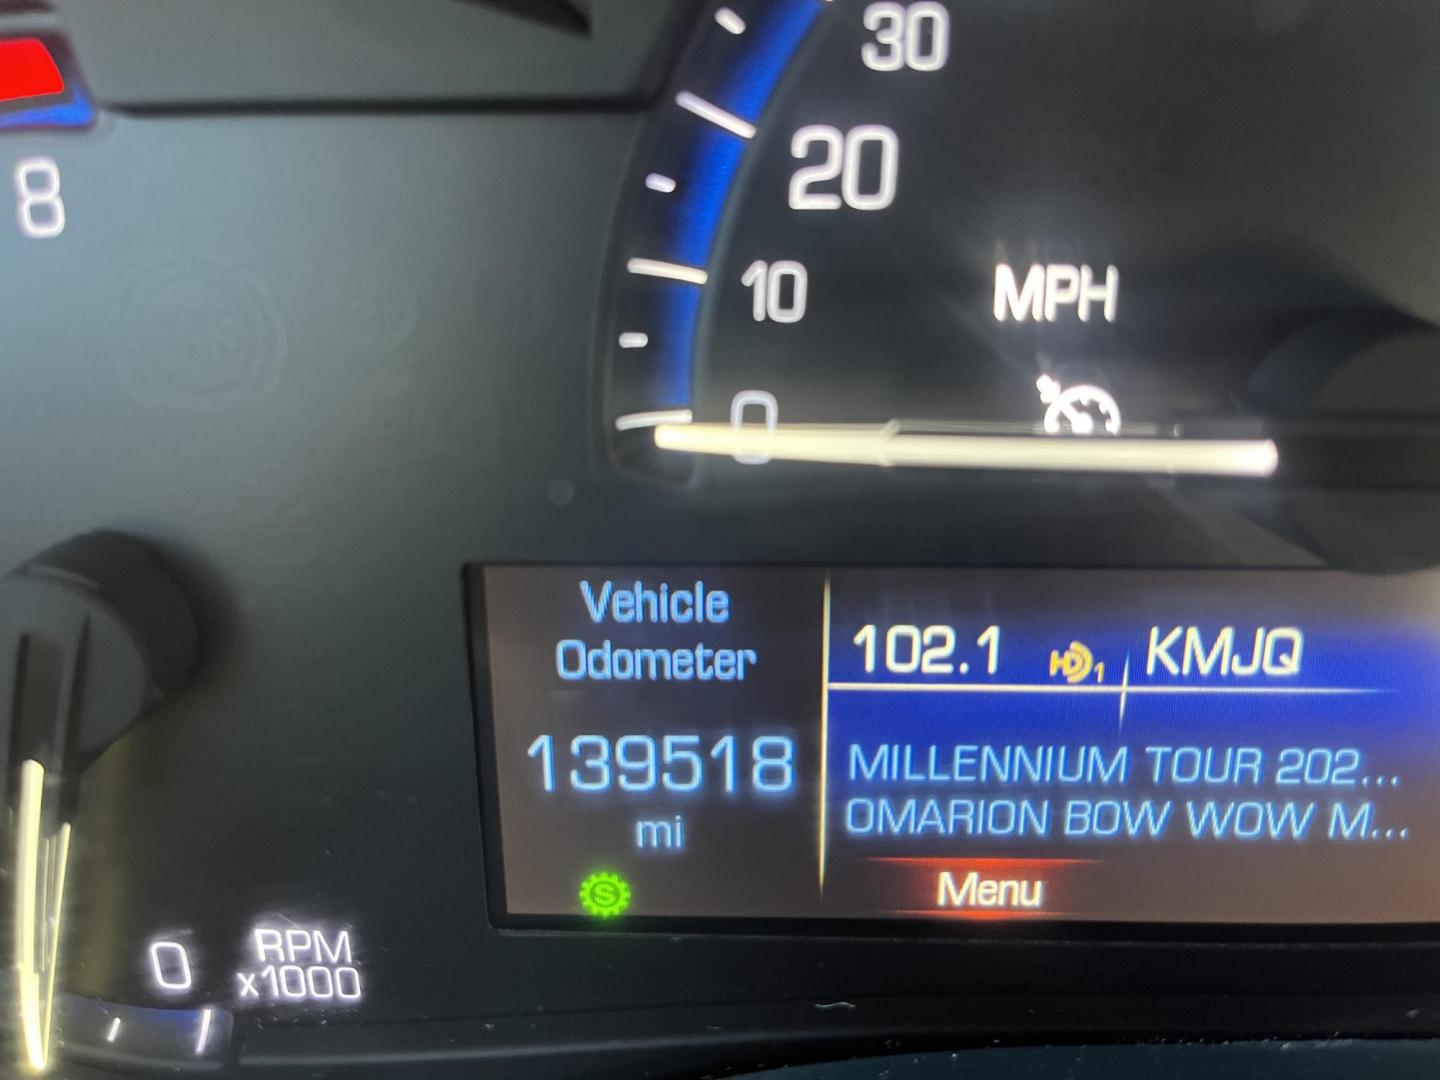 30
20
10
0
MPH
8
Vehicle
Odometer
139518
mi
S
102.1 HD1 KMJQ
MILLENNIUM TOUR 202...
OMARION BOW WOW M...
Menu
0 RPM
x1000